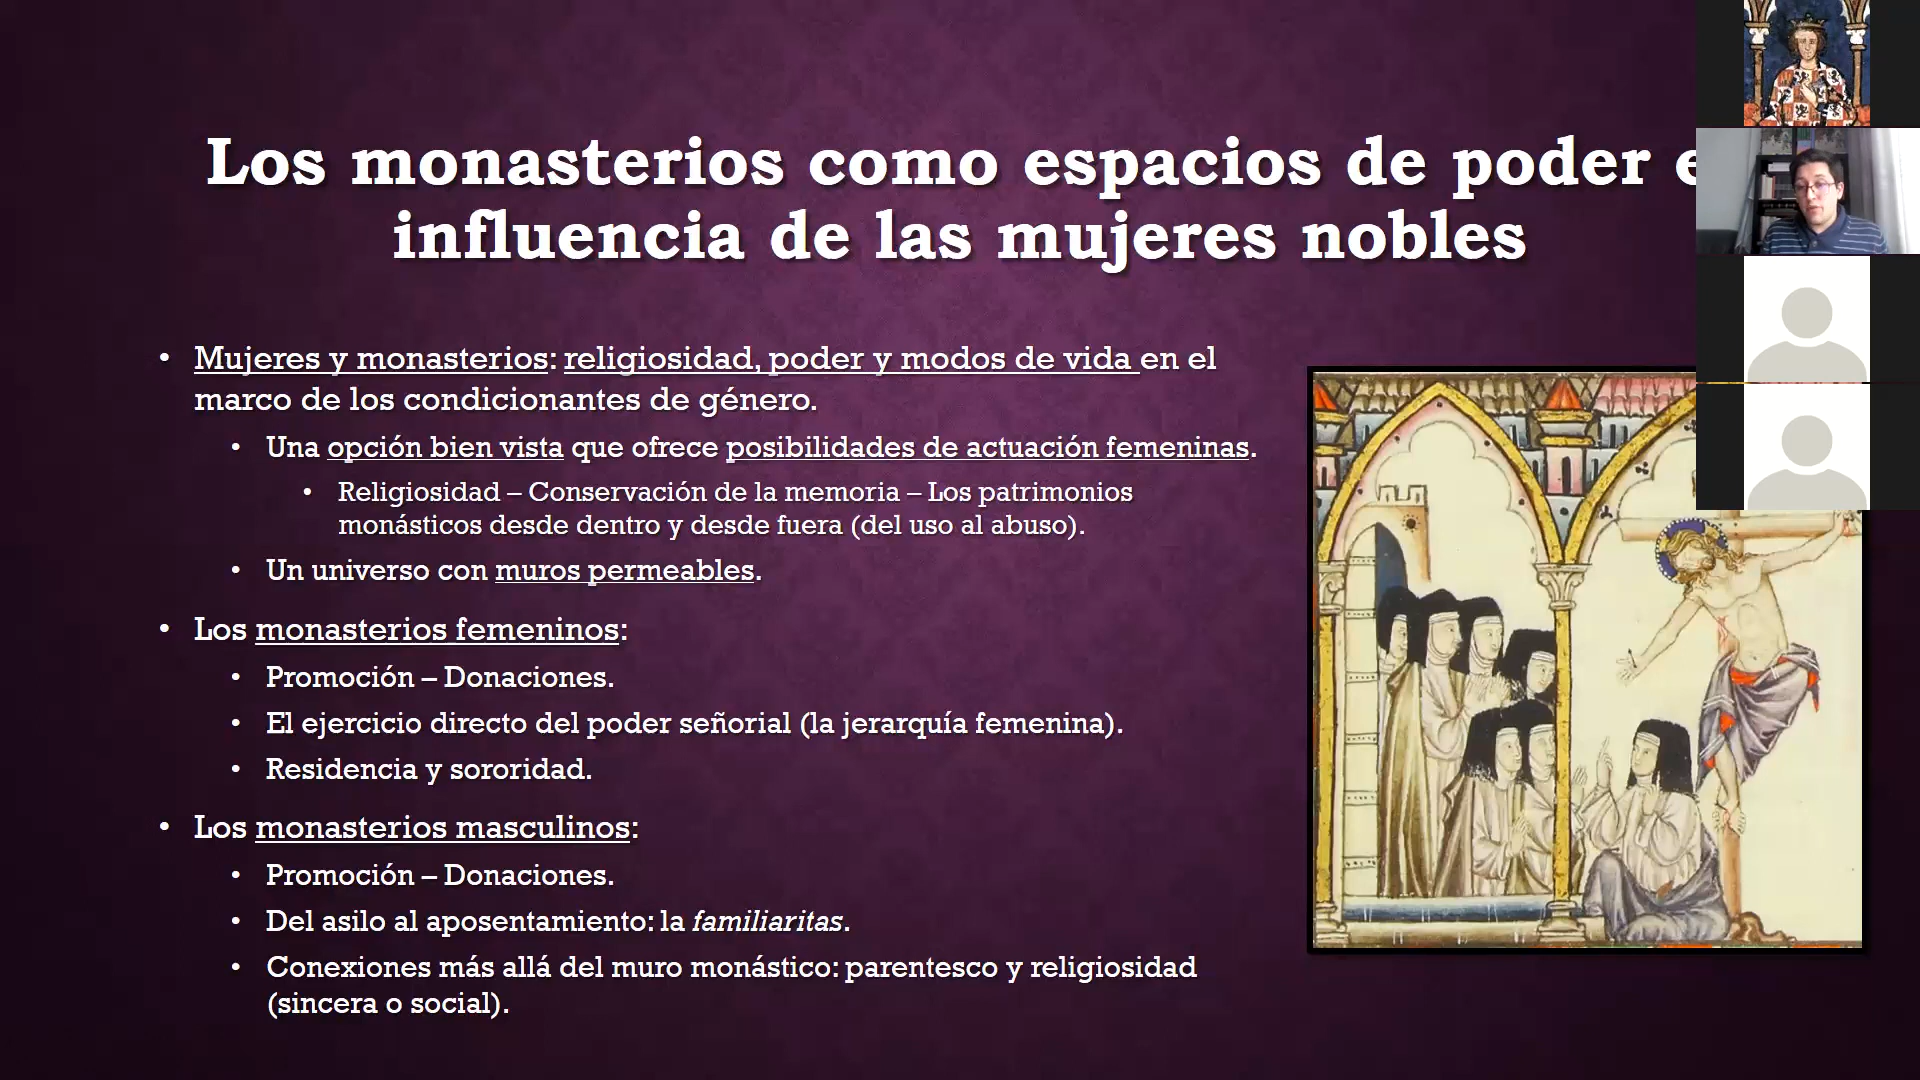 Los monasterios como espacios de poder e
influencia de las mujeres nobles
• Mujeres y monasterios: religiosidad, poder y modos de vida en el
marco de los condicionantes de género.
• Una opción bien vista que ofrece posibilidades de actuación femeninas.
• Religiosidad – Conservación de la memoria – Los patrimonios
monásticos desde dentro y desde fuera (del uso al abuso).
• Un universo con muros permeables.
• Los monasterios femeninos:
• Promoción – Donaciones.
• El ejercicio directo del poder señorial (la jerarquía femenina).
• Residencia y sororidad.
• Los monasterios masculinos:
• Promoción – Donaciones.
• Del asilo al aposentamiento: la familiaritas.
• Conexiones más allá del muro monástico: parentesco y religiosidad
(sincera o social).